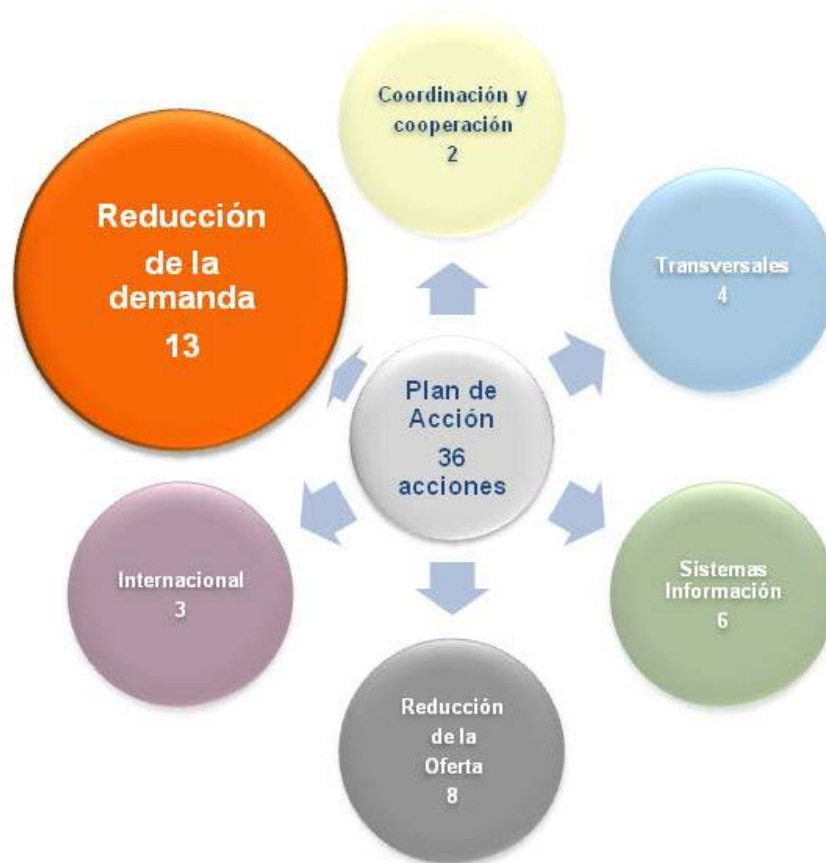 Coordinación y
cooperación
2
Reducción
de la
demanda
13
Transversales
4
Plan de
Acción
36
acciones
Internacional
3
Sistemas
Información
6
Reducción
de la
Oferta
8